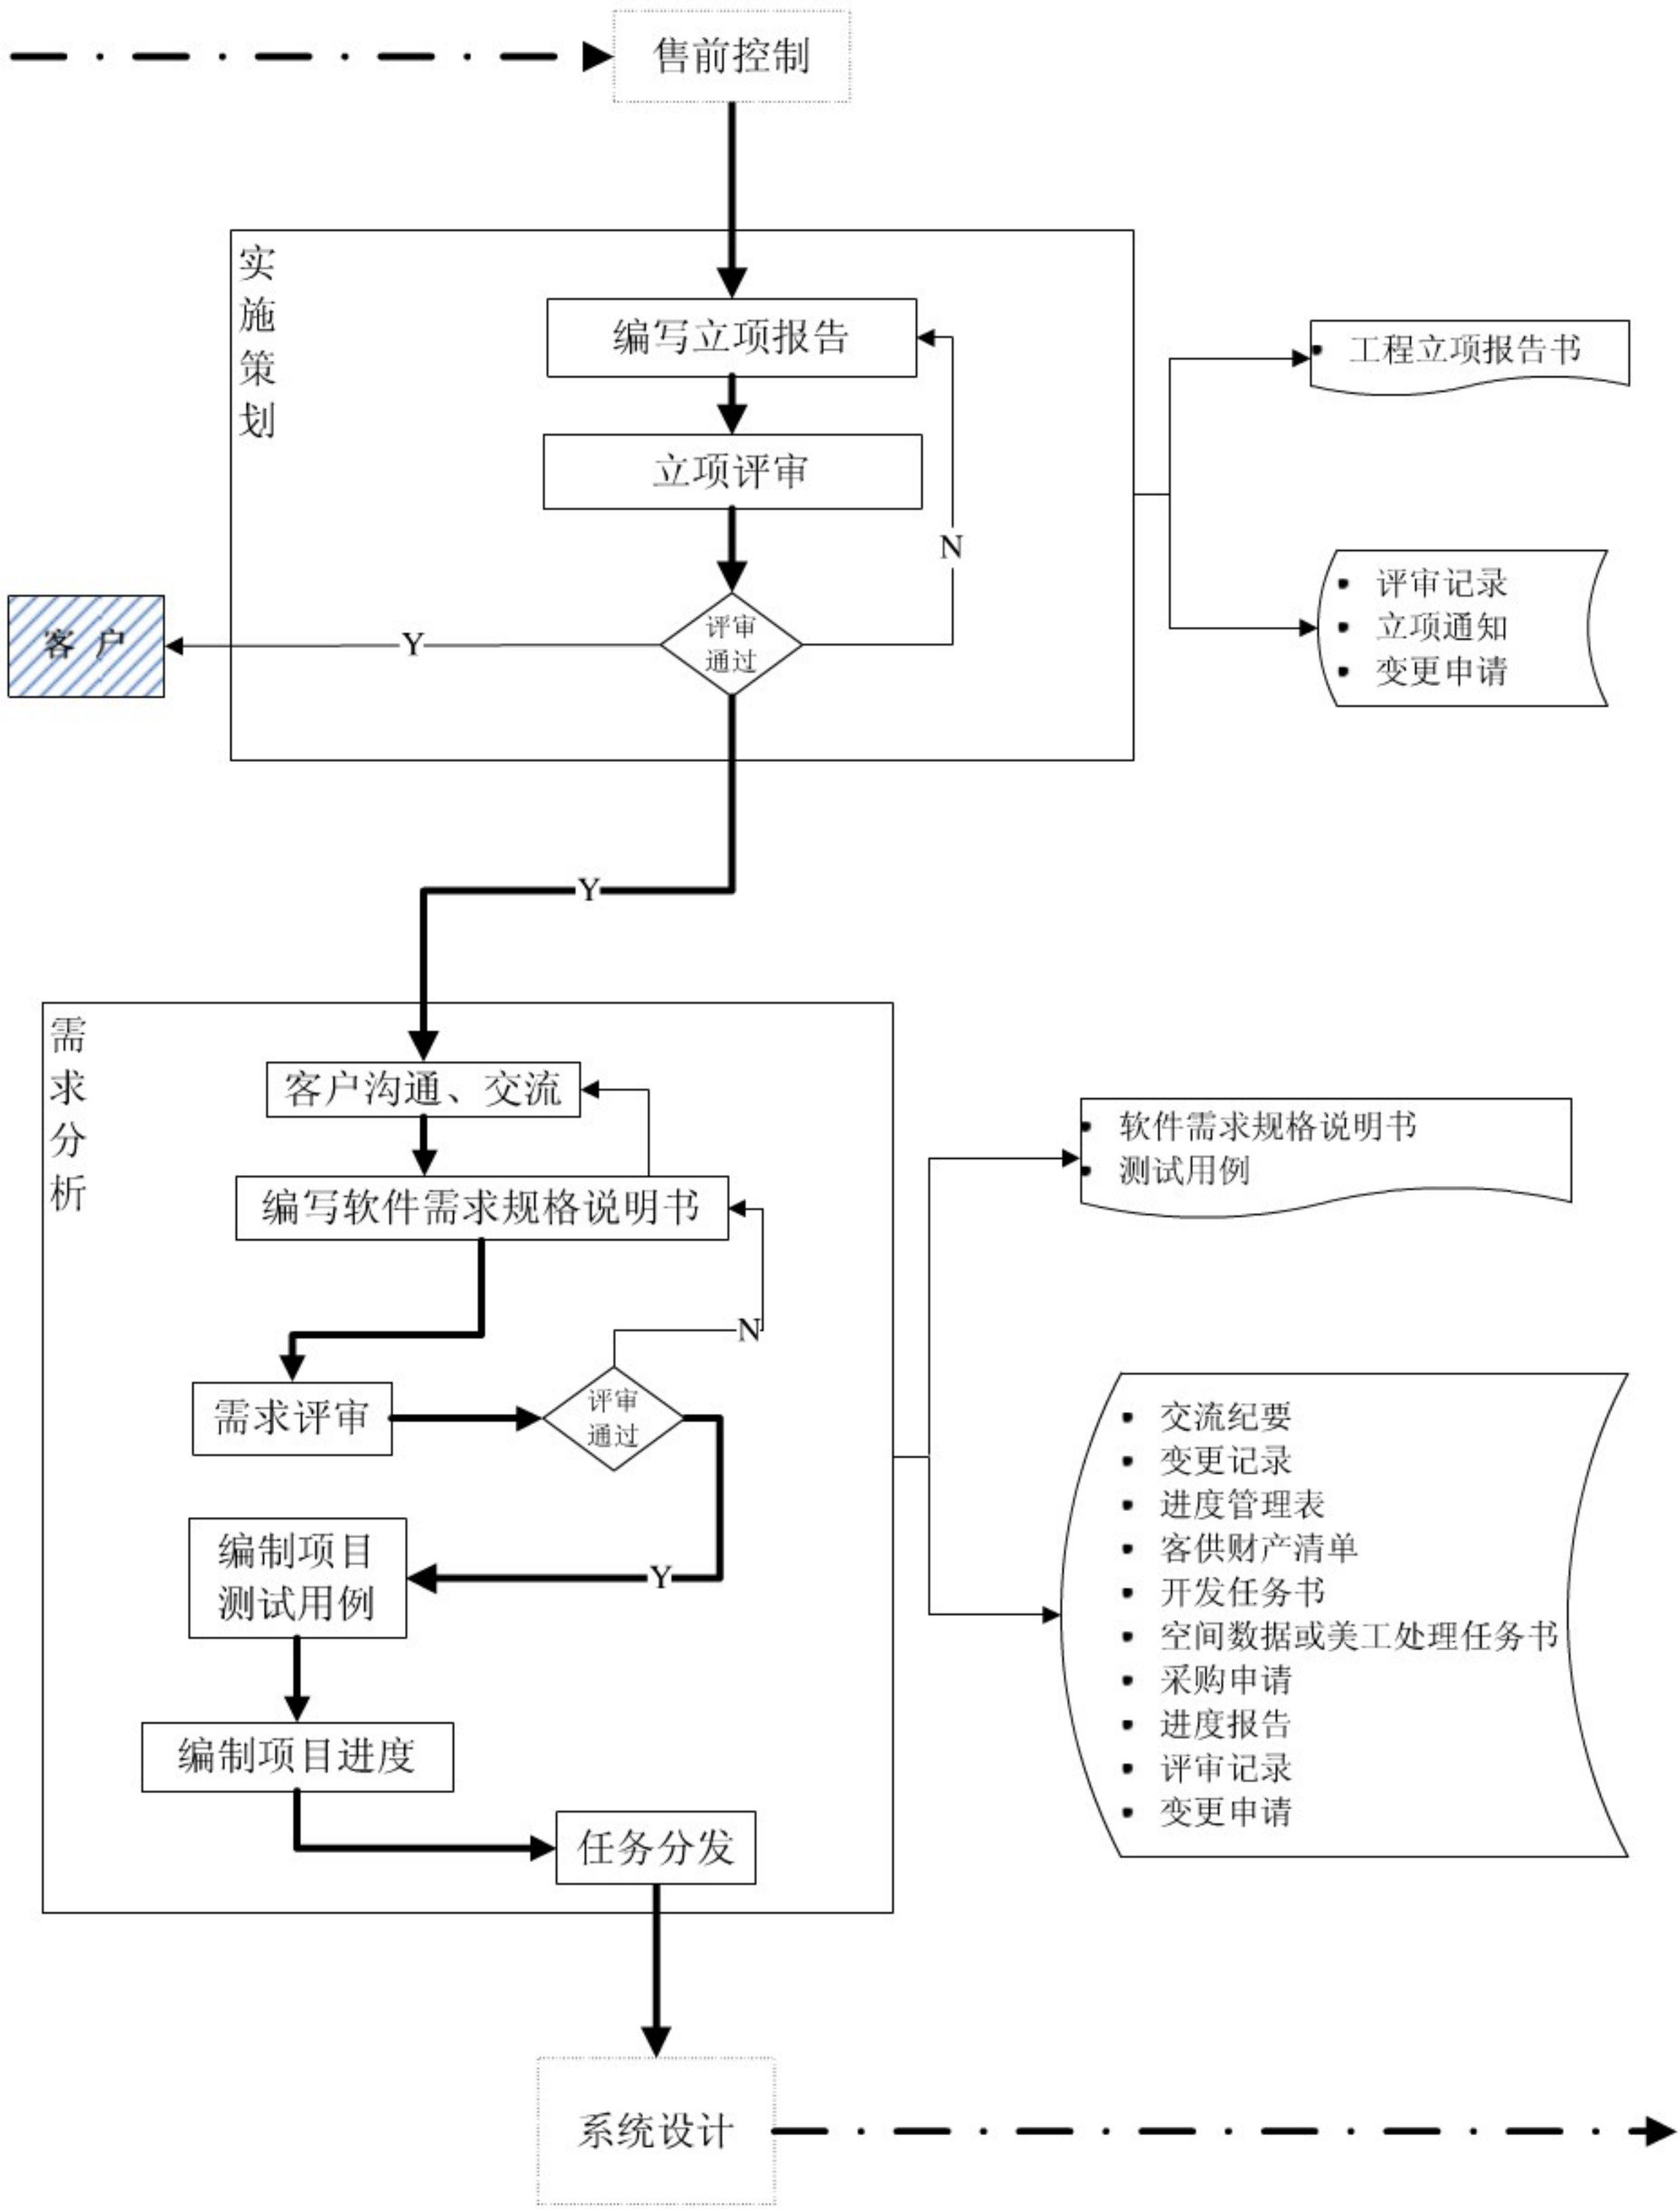 售前控制
实
施
策
划
编写立项报告
立项评审
N
评审
通过
Y
客 户
工程立项报告书
评审记录
立项通知
变更申请
Y
需
求
分
析
客户沟通、交流
编写软件需求规格说明书
N
需求评审
评审
通过
Y
编制项目
测试用例
编制项目进度
任务分发
软件需求规格说明书
测试用例
交流纪要
变更记录
进度管理表
客供财产清单
开发任务书
空间数据或美工处理任务书
采购申请
进度报告
评审记录
变更申请
系统设计